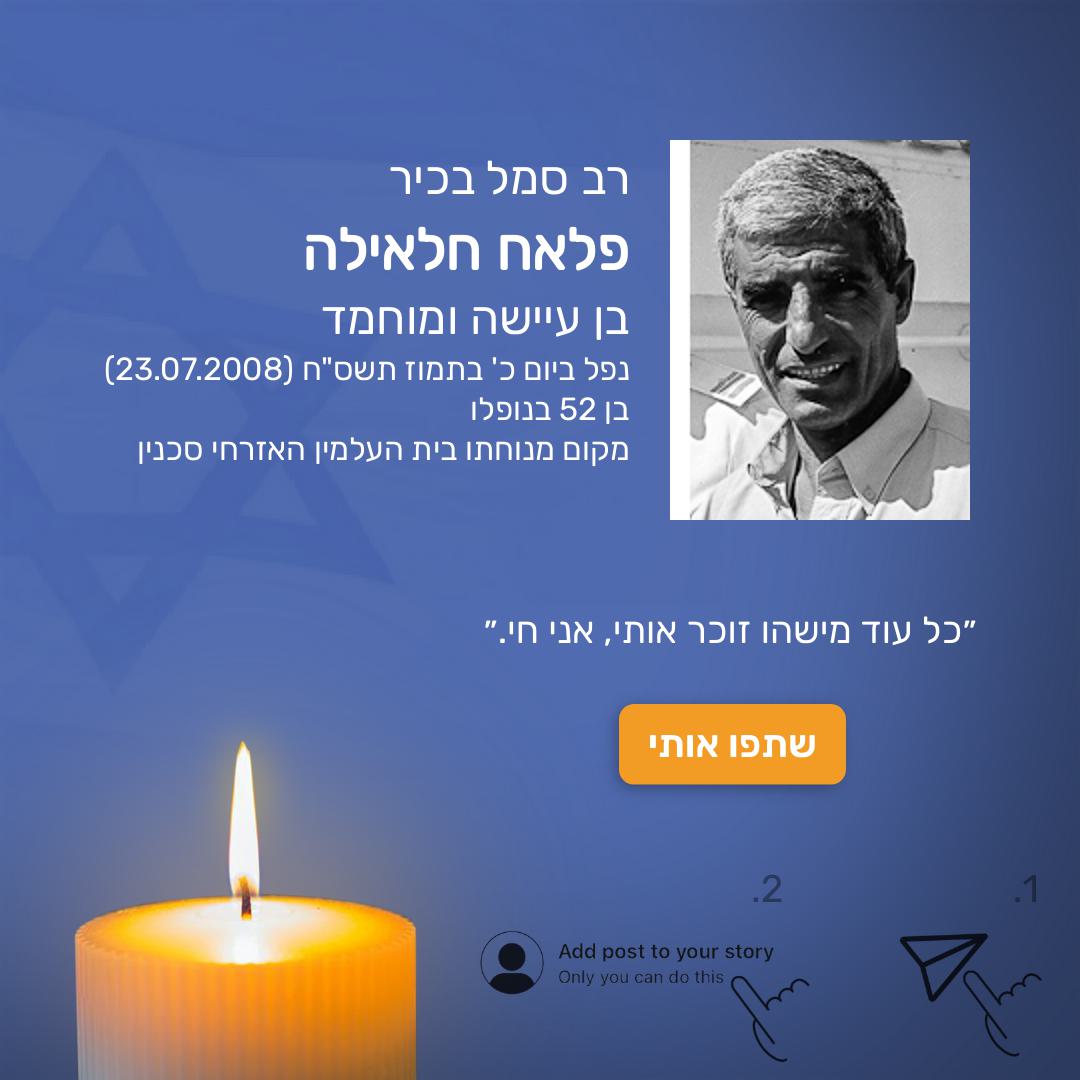 רב סמל בכיר
פלאח חלאילה
בן עיישה ומוחמד
נפל ביום כ' בתמוז תשס"ח (23.07.2008)
בן 52 בנופלו
מקום מנוחתו בית העלמין האזרחי סכנין
״כל עוד מישהו זוכר אותי, אני חי.״
שתפו אותי
1.
2.
Add post to your story
Only you can do this